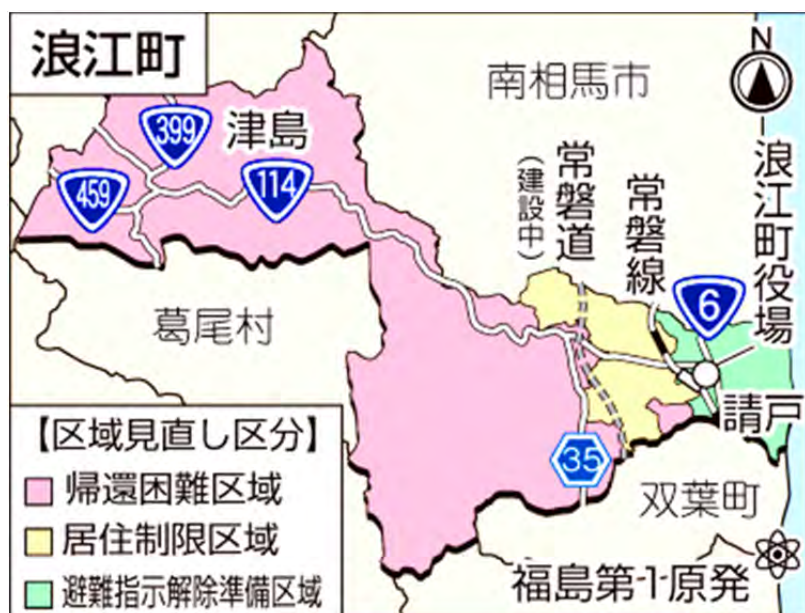 浪江町
N
南相馬市
399
津島
459
114
常磐道
(建設中)
常磐線
6
浪江町役場
葛尾村
請戸
35
双葉町
福島第1原発
【区域見直し区分】
帰還困難区域
居住制限区域
避難指示解除準備区域